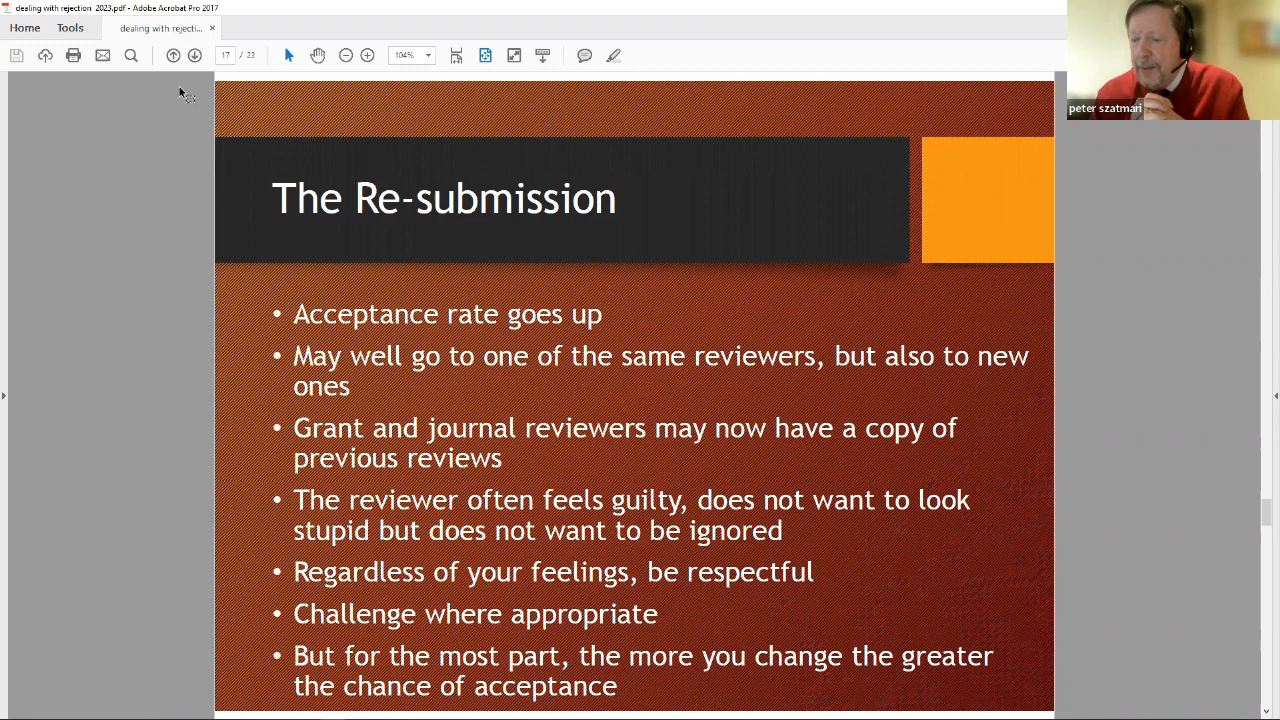 dealing with rejection 2023.pdf - Adobe Acrobat Pro 2017
Home Tools dealing with rejecti... ×
17 / 23 104%
peter szatmari
The Re-submission
• Acceptance rate goes up
• May well go to one of the same reviewers, but also to new
ones
• Grant and journal reviewers may now have a copy of
previous reviews
• The reviewer often feels guilty, does not want to look
stupid but does not want to be ignored
• Regardless of your feelings, be respectful
• Challenge where appropriate
• But for the most part, the more you change the greater
the chance of acceptance